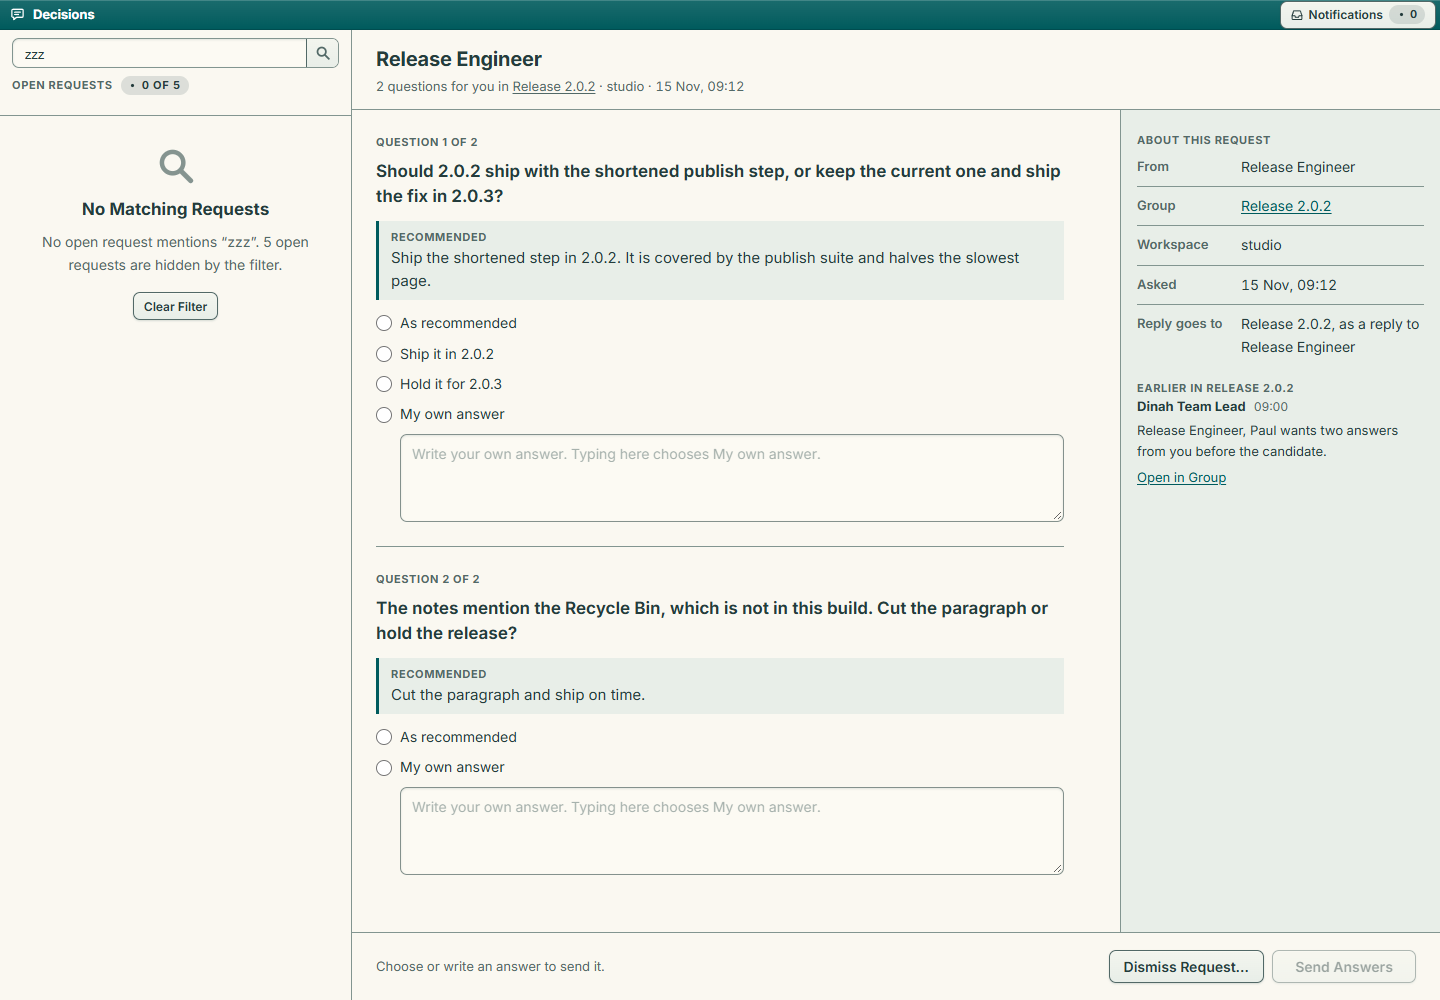 Decisions
Notifications
• 0
zzz
OPEN REQUESTS
• 0 OF 5
No Matching Requests
No open request mentions “zzz”. 5 open
requests are hidden by the filter.
Clear Filter
Release Engineer
2 questions for you in Release 2.0.2 · studio · 15 Nov, 09:12
QUESTION 1 OF 2
Should 2.0.2 ship with the shortened publish step, or keep the current one and ship
the fix in 2.0.3?
RECOMMENDED
Ship the shortened step in 2.0.2. It is covered by the publish suite and halves the slowest
page.
As recommended
Ship it in 2.0.2
Hold it for 2.0.3
My own answer
Write your own answer. Typing here chooses My own answer.
QUESTION 2 OF 2
The notes mention the Recycle Bin, which is not in this build. Cut the paragraph or
hold the release?
RECOMMENDED
Cut the paragraph and ship on time.
As recommended
My own answer
Write your own answer. Typing here chooses My own answer.
Choose or write an answer to send it.
Dismiss Request...
Send Answers
ABOUT THIS REQUEST
From
Release Engineer
Group
Release 2.0.2
Workspace
studio
Asked
15 Nov, 09:12
Reply goes to
Release 2.0.2, as a reply to
Release Engineer
EARLIER IN RELEASE 2.0.2
Dinah Team Lead 09:00
Release Engineer, Paul wants two answers
from you before the candidate.
Open in Group